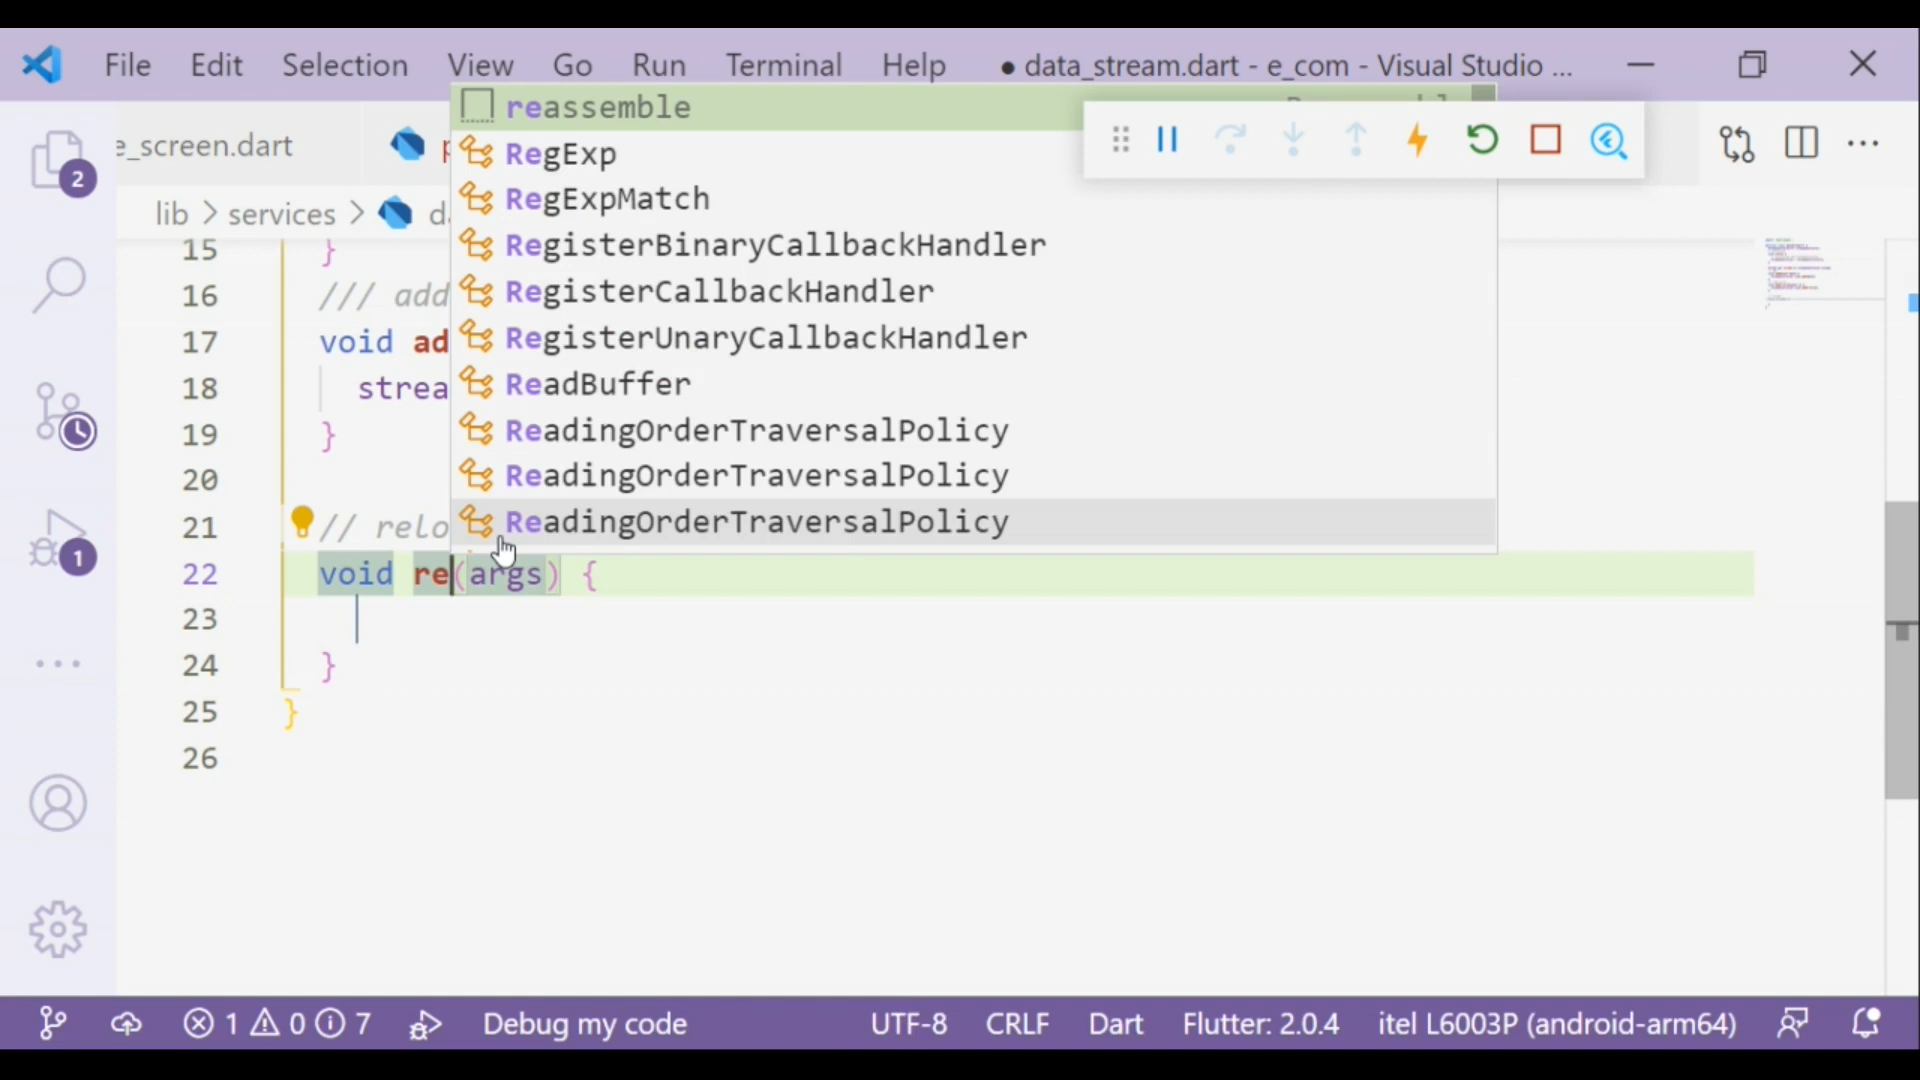 File Edit Selection View Go Run Terminal Help ● data_stream.dart - e_com - Visual Studio ...
e_screen.dart
lib > services >
reassemble
RegExp
RegExpMatch
RegisterBinaryCallbackHandler
RegisterCallbackHandler
RegisterUnaryCallbackHandler
ReadBuffer
ReadingOrderTraversalPolicy
ReadingOrderTraversalPolicy
ReadingOrderTraversalPolicy
15 }
16 /// add
17 void ad
18 strea
19 }
20
21 // relo
22 void re(args) {
23
24 }
25 }
26
2
1
1 0 7 Debug my code UTF-8 CRLF Dart Flutter: 2.0.4 itel L6003P (android-arm64)